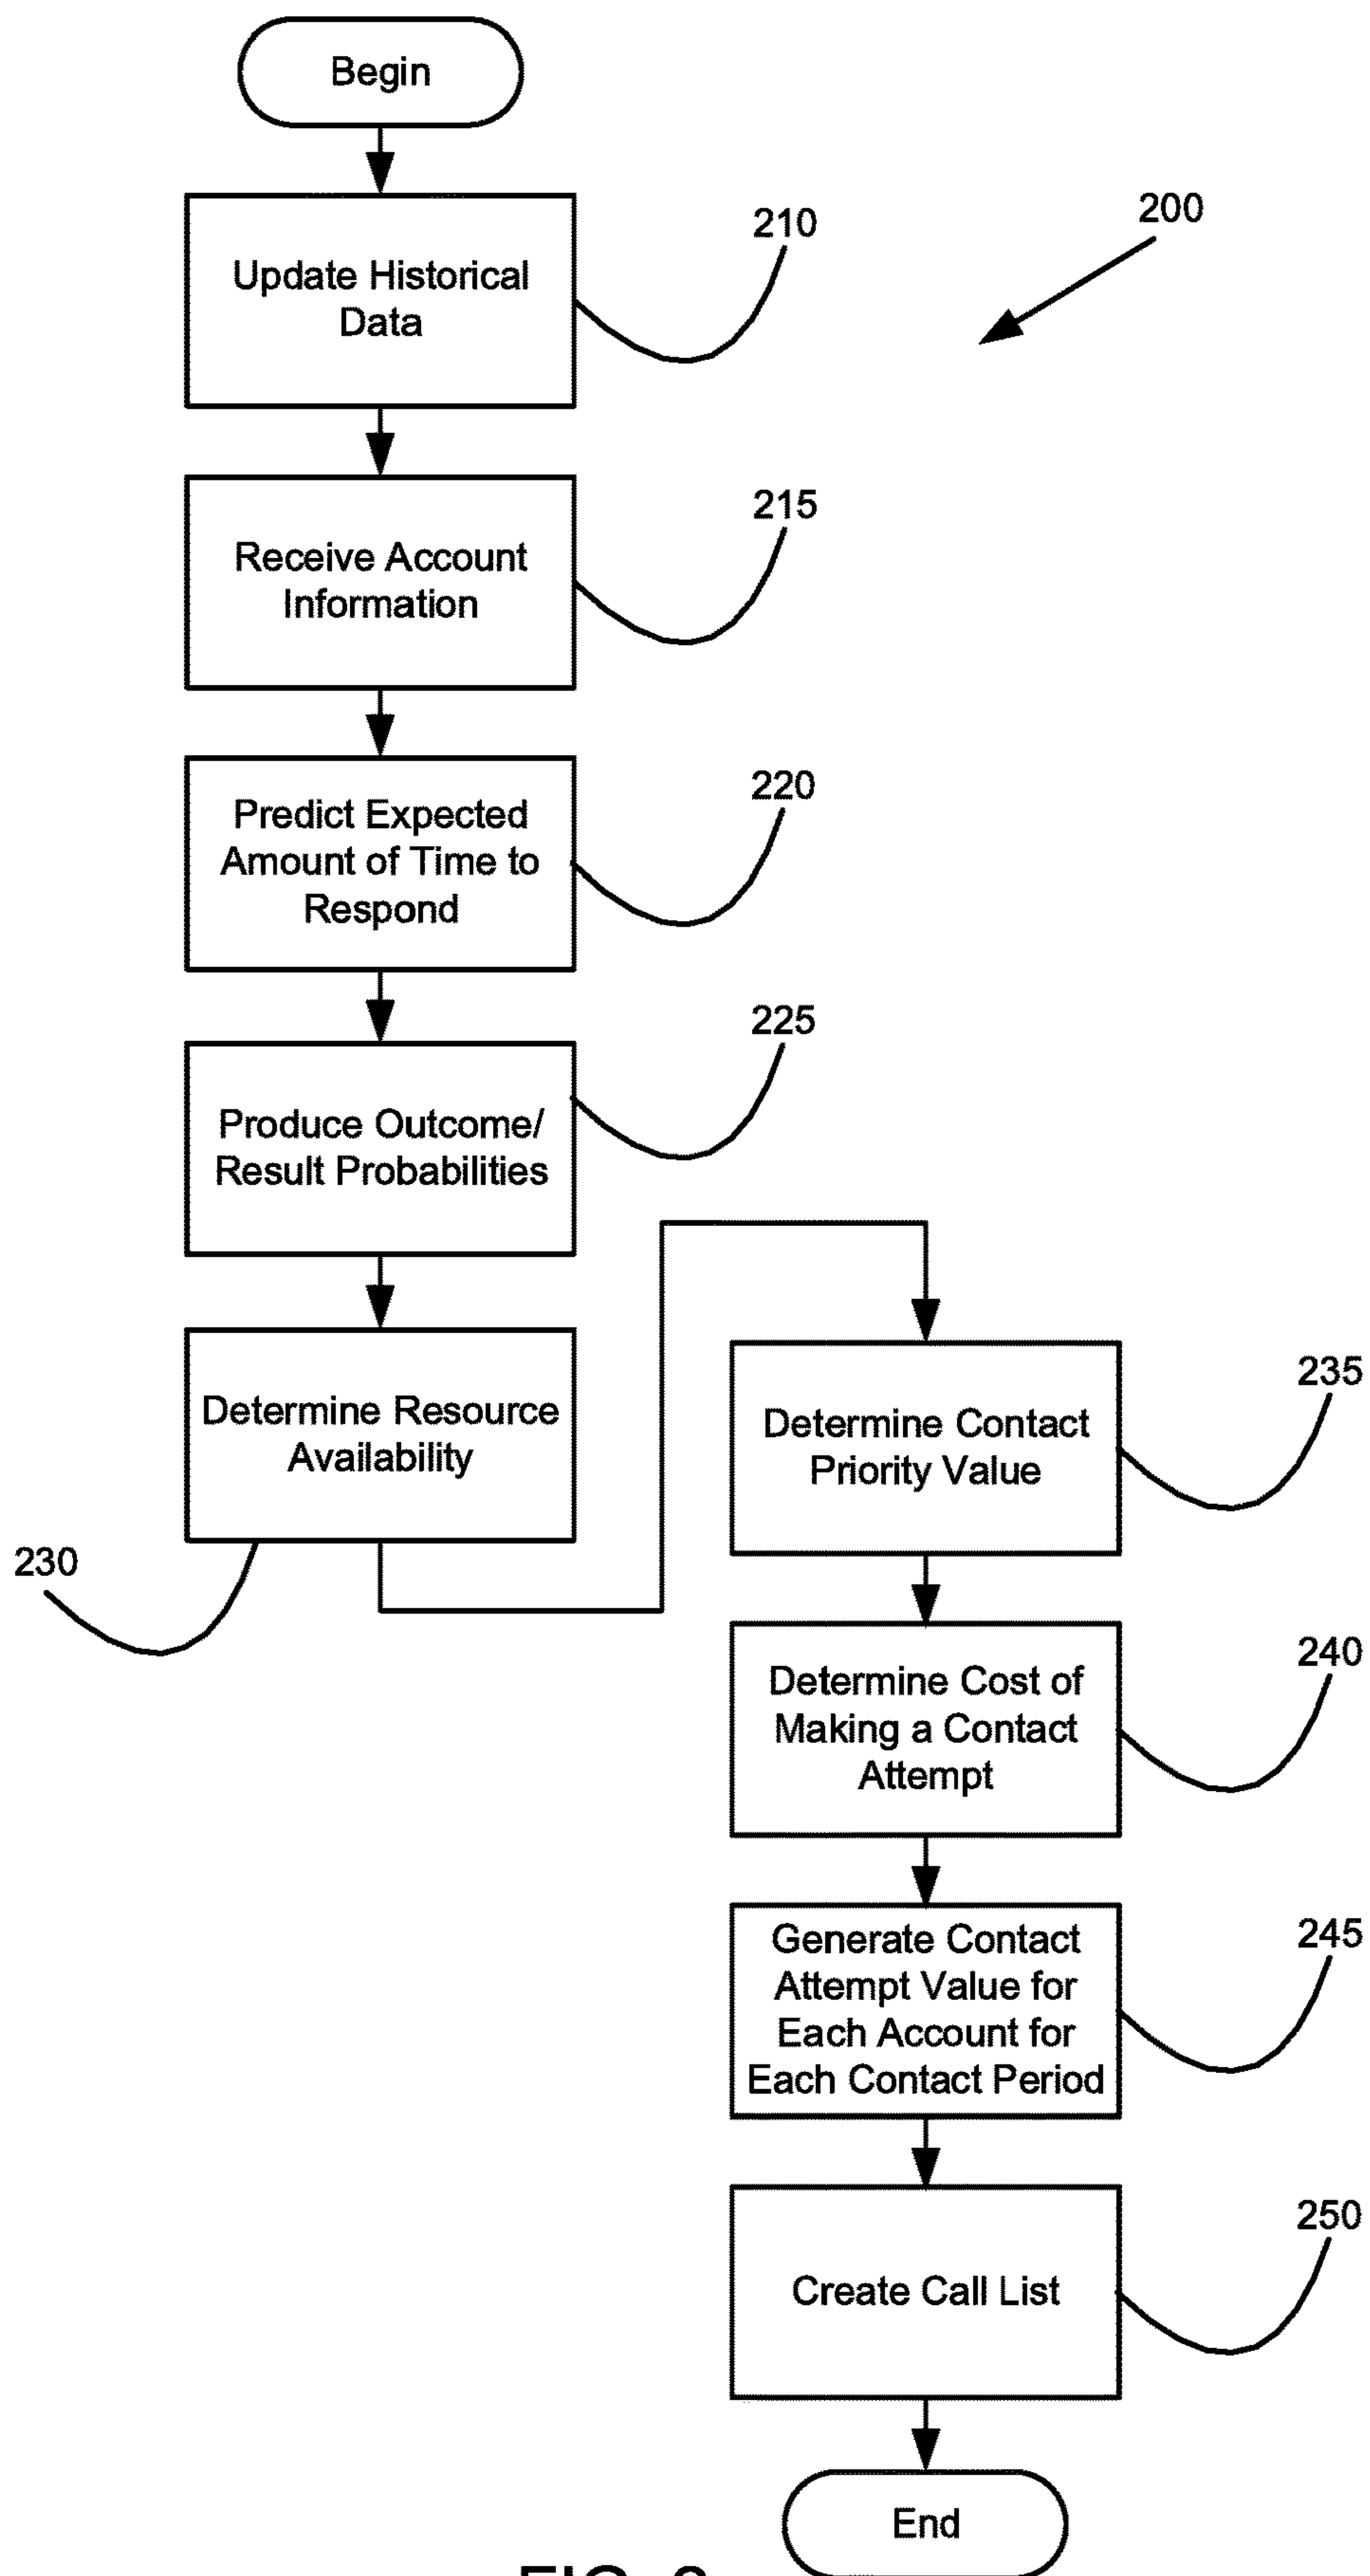 Begin
Update Historical
Data
210
200
Receive Account
Information
215
Predict Expected
Amount of Time to
Respond
220
Produce Outcome/
Result Probabilities
225
Determine Resource
Availability
230
Determine Contact
Priority Value
235
Determine Cost of
Making a Contact
Attempt
240
Generate Contact
Attempt Value for
Each Account for
Each Contact Period
245
Create Call List
250
End